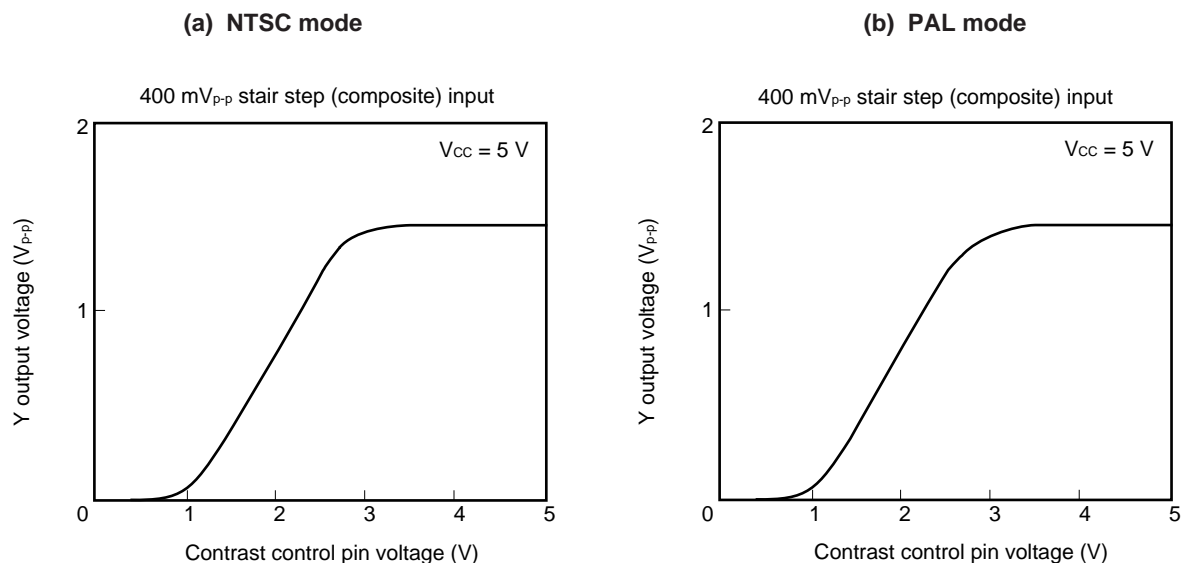 (a) NTSC mode
400 mVp-p stair step (composite) input
VCC = 5 V
2
1
0
1
2
3
4
5
Y output voltage (Vp-p)
Contrast control pin voltage (V)
(b) PAL mode
400 mVp-p stair step (composite) input
VCC = 5 V
2
1
0
1
2
3
4
5
Y output voltage (Vp-p)
Contrast control pin voltage (V)